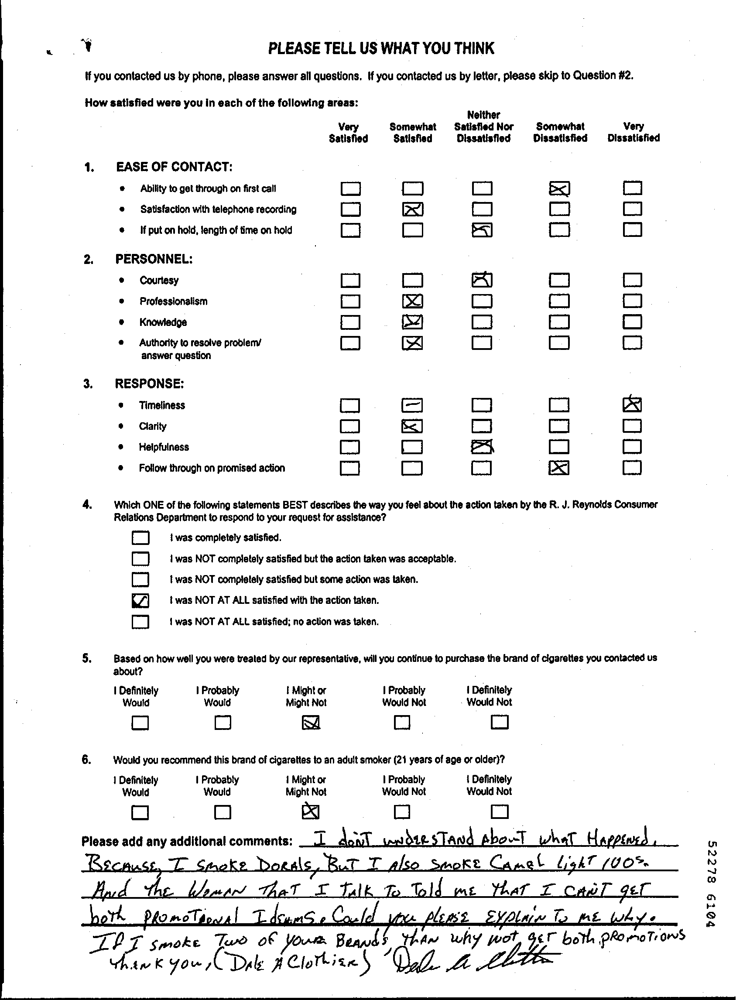 PLEASE TELL US WHAT YOU THINK
If you contacted us by phone, please answer all questions. If you contacted us by letter, please skip to Question #2.
How satisfied were you in each of the following areas:
Very Satisfied Somewhat Satisfied Neither Satisfied Nor Dissatisfied Somewhat Dissatisfied Very Dissatisfied
1. EASE OF CONTACT:
• Ability to get through on first call
• Satisfaction with telephone recording
• If put on hold, length of time on hold
2. PERSONNEL:
• Courtesy
• Professionalism
• Knowledge
• Authority to resolve problem/
answer question
3. RESPONSE:
• Timeliness
• Clarity
• Helpfulness
• Follow through on promised action
4. Which ONE of the following statements BEST describes the way you feel about the action taken by the R. J. Reynolds Consumer
Relations Department to respond to your request for assistance?
I was completely satisfied.
I was NOT completely satisfied but the action taken was acceptable.
I was NOT completely satisfied but some action was taken.
I was NOT AT ALL satisfied with the action taken.
I was NOT AT ALL satisfied; no action was taken.
5. Based on how well you were treated by our representative, will you continue to purchase the brand of cigarettes you contacted us
about?
I Definitely Would I Probably Would I Might or Might Not I Probably Would Not I Definitely Would Not
6. Would you recommend this brand of cigarettes to an adult smoker (21 years of age or older)?
I Definitely Would I Probably Would I Might or Might Not I Probably Would Not I Definitely Would Not
Please add any additional comments: I don't understand about what Happened.
Because, I smoke Dorals, But I also smoke Camel Light 100s.
And the Woman That I Talk To Told me that I can't get
both Promotional Idems. Could you please explain To me why.
If I smoke Two of your Brands, than why not get both promotions
thank you, (Dale A Clothier)
52278 6104